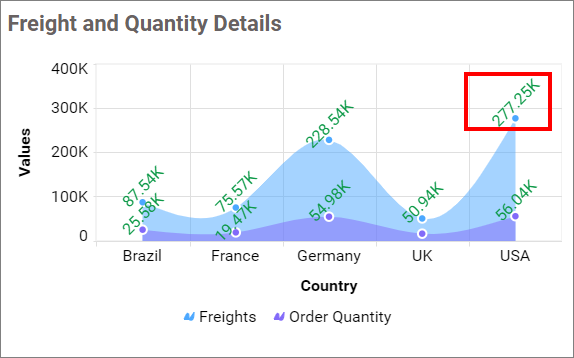 Freight and Quantity Details
400K
300K
200K
100K
0
Values
87.54K
25.58K
75.57K
19.47K
228.54K
54.98K
50.94K
277.25K
56.04K
Brazil France Germany UK USA
Country
Freights Order Quantity